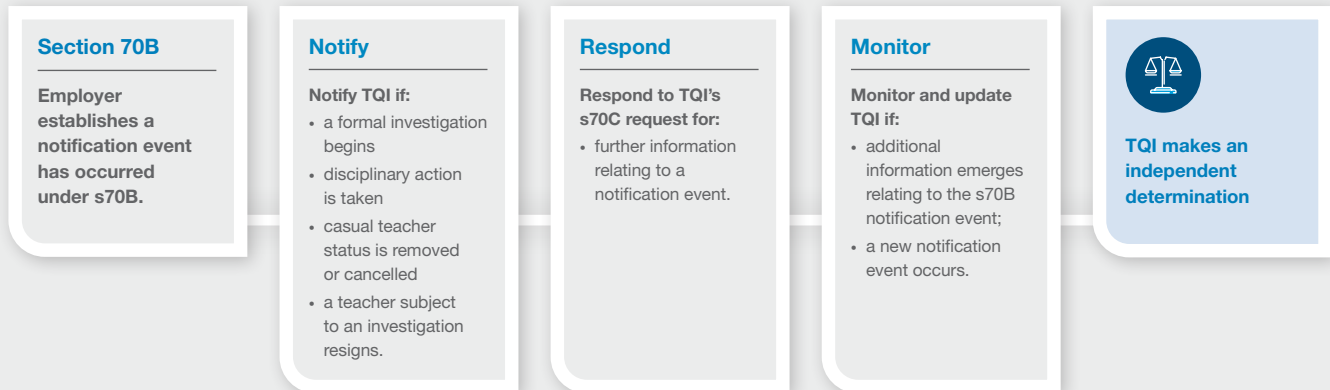 Section 70B
Employer
establishes a
notification event
has occurred
under s70B.
Notify
Notify TQI if:
• a formal investigation
begins
• disciplinary action
is taken
• casual teacher
status is removed
or cancelled
• a teacher subject
to an investigation
resigns.
Respond
Respond to TQI’s
s70C request for:
• further information
relating to a
notification event.
Monitor
Monitor and update
TQI if:
• additional
information emerges
relating to the s70B
notification event;
• a new notification
event occurs.
TQI makes an
independent
determination